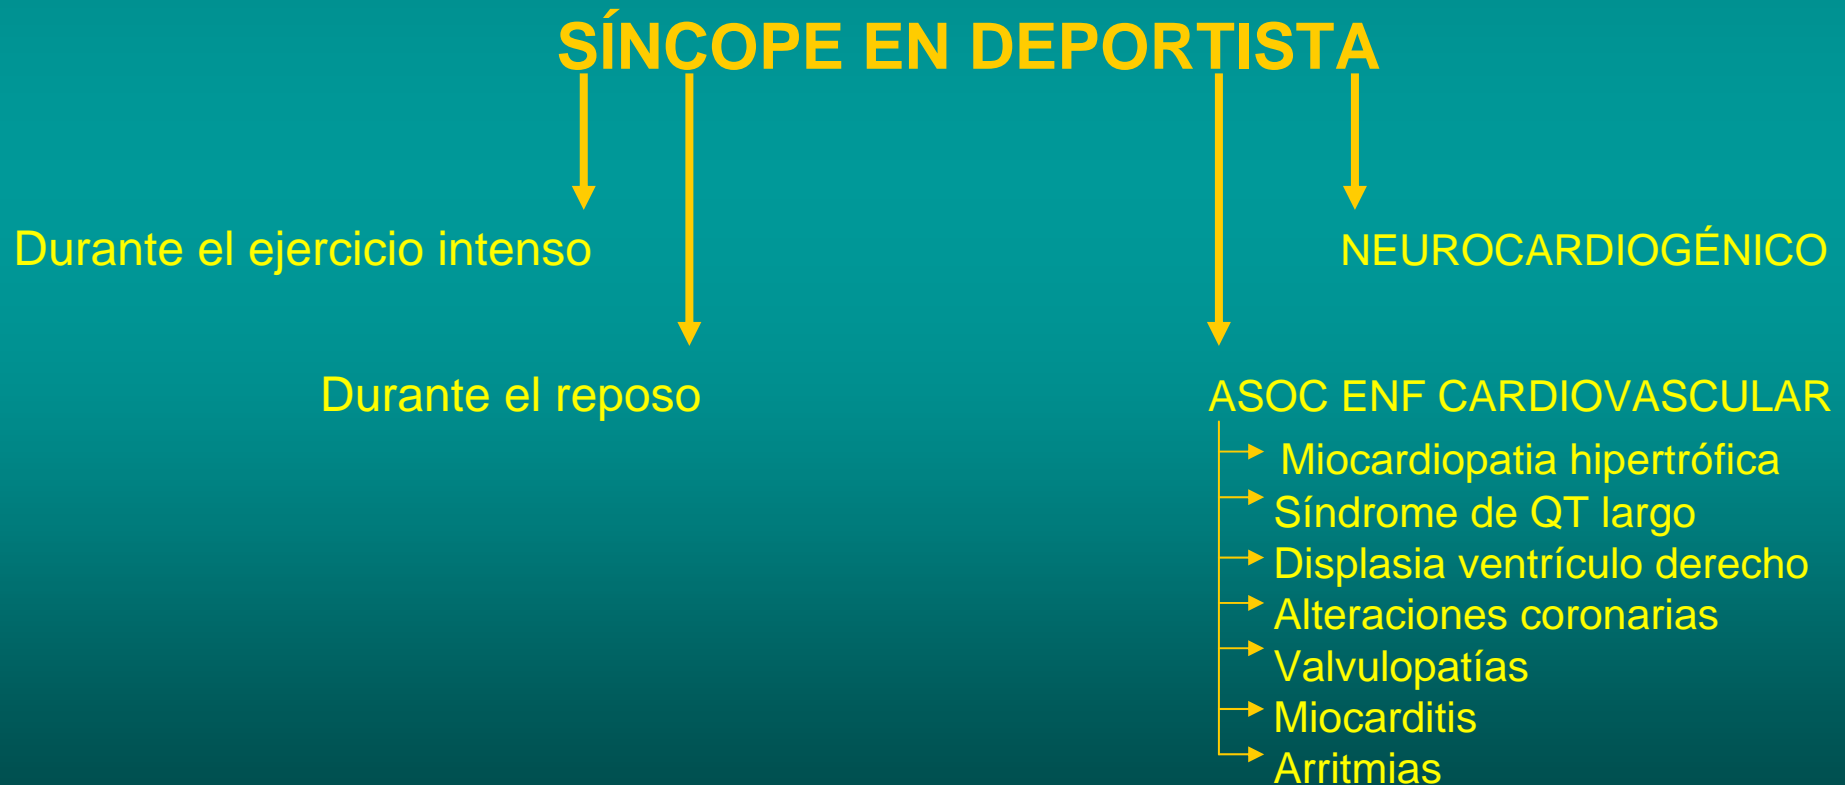 SÍNCOPE EN DEPORTISTA
Durante el ejercicio intenso
NEUROCARDIOGÉNICO
Durante el reposo
ASOC ENF CARDIOVASCULAR
Miocardiopatia hipertrófica
Síndrome de QT largo
Displasia ventrículo derecho
Alteraciones coronarias
Valvulopatías
Miocarditis
Arritmias